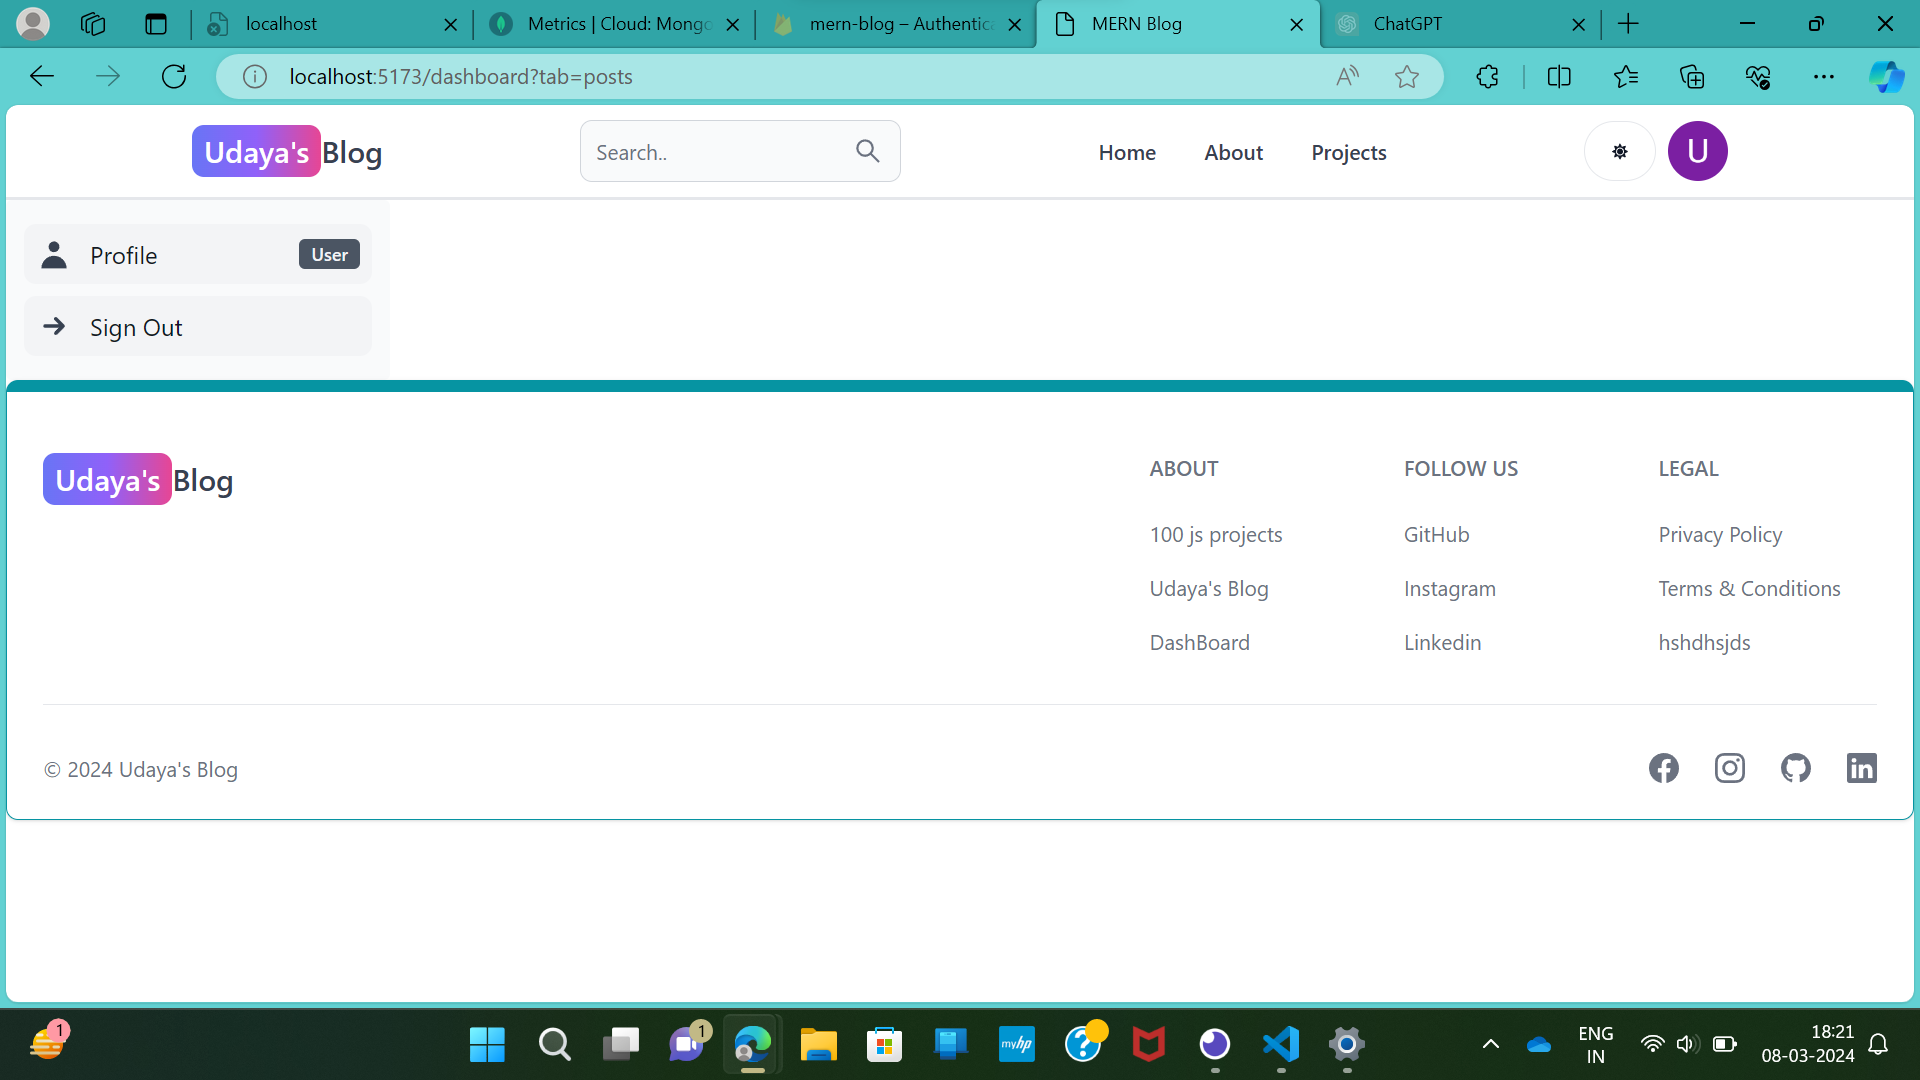 localhost
Metrics | Cloud: Mongo
mern-blog – Authentica
MERN Blog
ChatGPT
localhost:5173/dashboard?tab=posts
Udaya's Blog
Search..
Home
About
Projects
U
Profile
User
Sign Out
Udaya's Blog
ABOUT
FOLLOW US
LEGAL
100 js projects
GitHub
Privacy Policy
Udaya's Blog
Instagram
Terms & Conditions
DashBoard
Linkedin
hshdhsjds
© 2024 Udaya's Blog
1
1
myhp
?
ENG
IN
18:21
08-03-2024